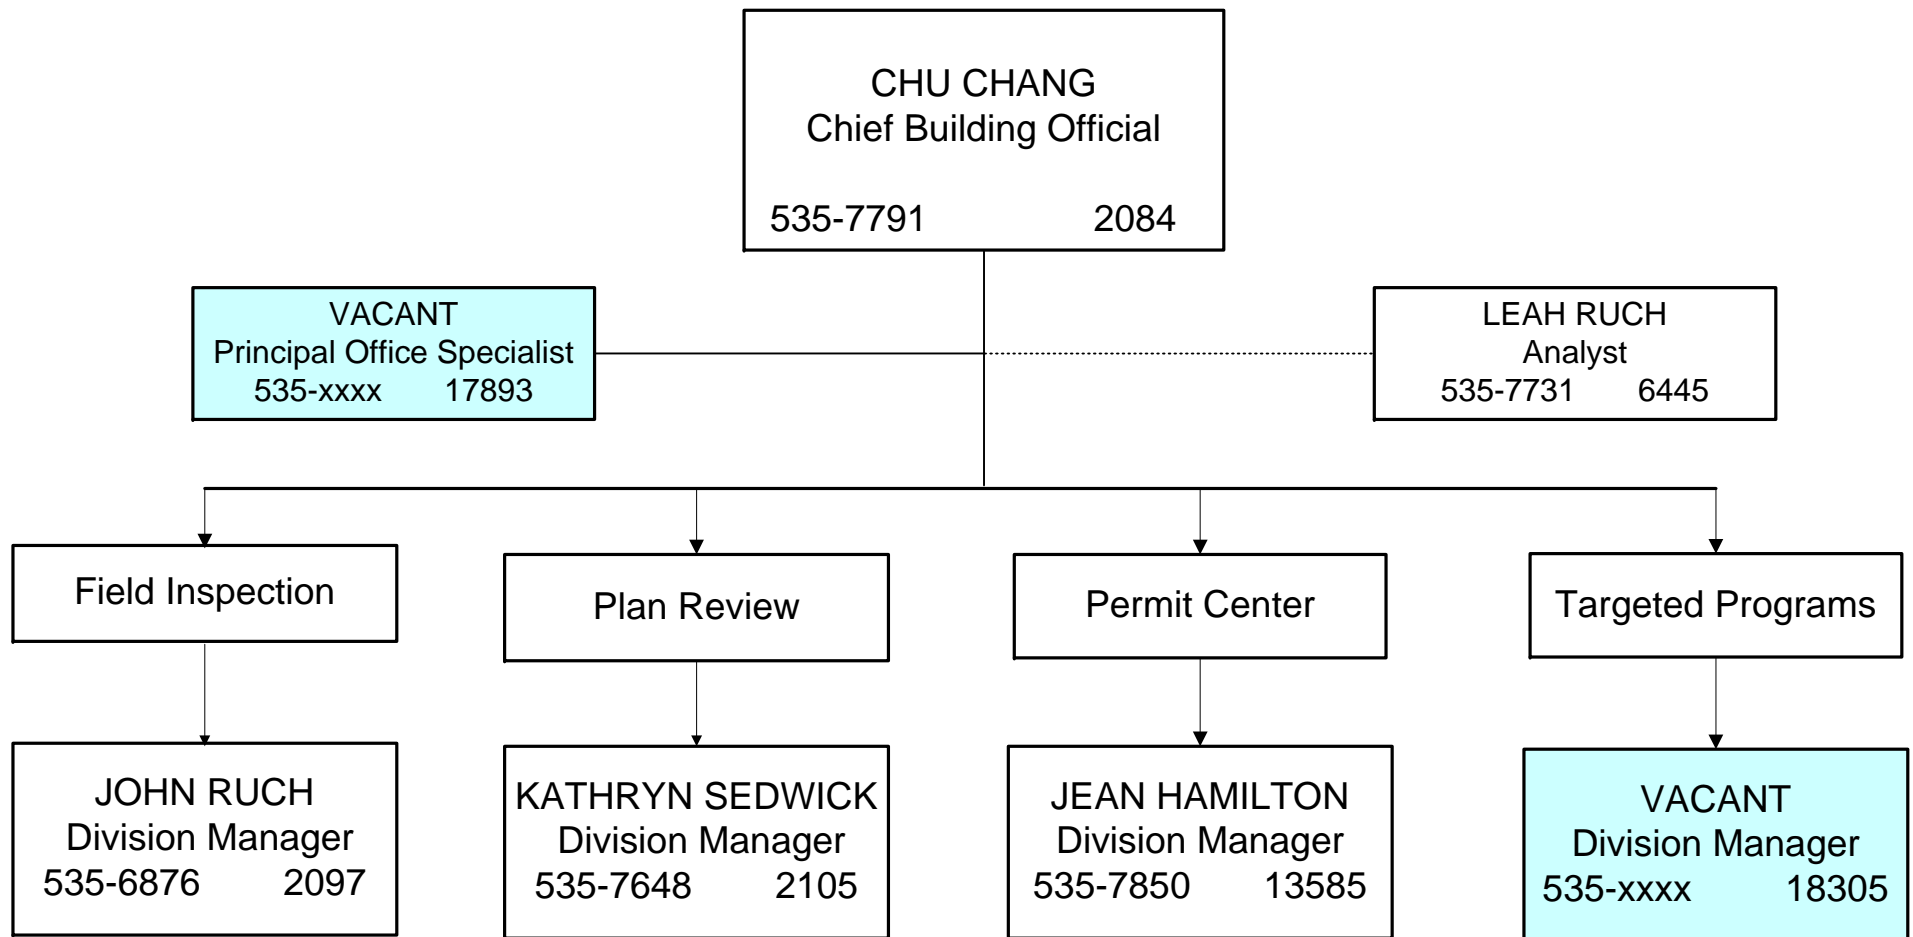 CHU CHANG
Chief Building Official
535-7791 2084
VACANT
Principal Office Specialist
535-xxxx 17893
LEAH RUCH
Analyst
535-7731 6445
Field Inspection
Plan Review
Permit Center
Targeted Programs
JOHN RUCH
Division Manager
535-6876 2097
KATHRYN SEDWICK
Division Manager
535-7648 2105
JEAN HAMILTON
Division Manager
535-7850 13585
VACANT
Division Manager
535-xxxx 18305